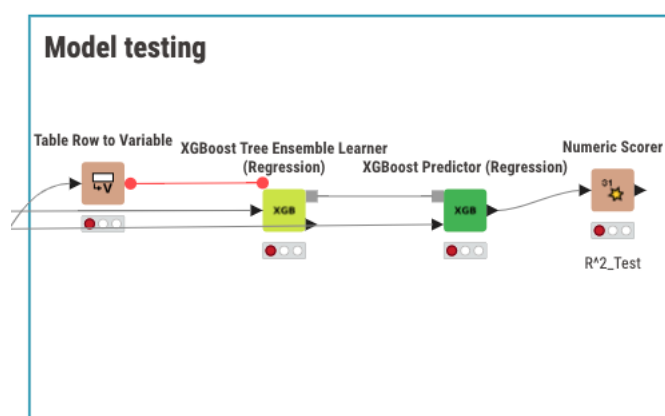 Model testing
Table Row to Variable
XGBoost Tree Ensemble Learner
(Regression)
XGBoost Predictor (Regression)
Numeric Scorer
V
XGB
XGB
31
R^2_Test